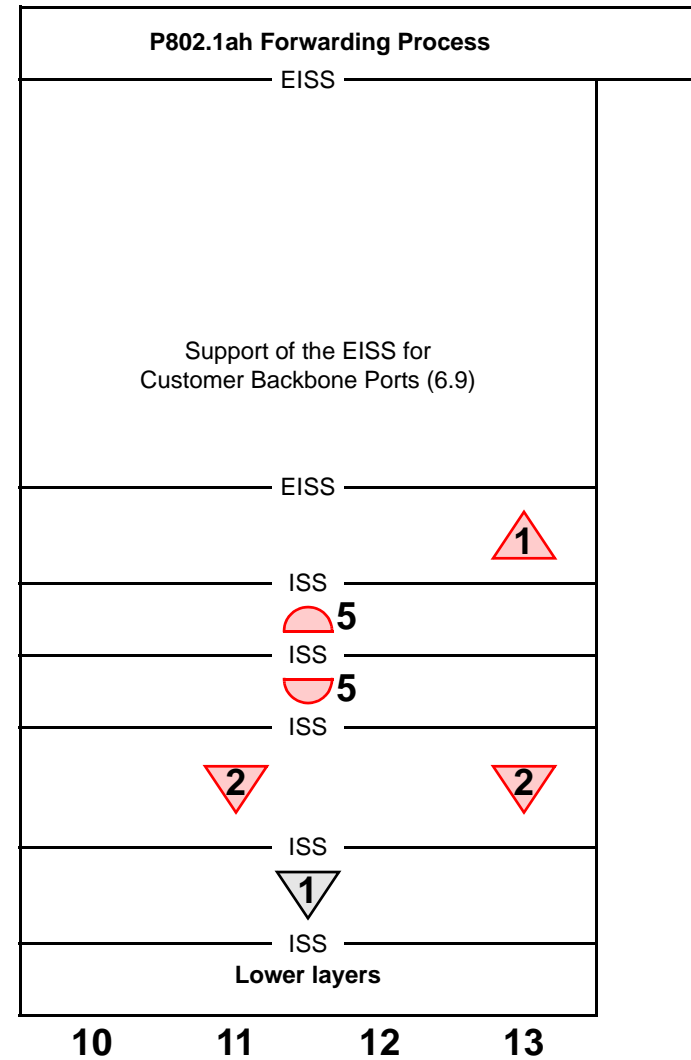 P802.1ah Forwarding Process
EISS
Support of the EISS for
Customer Backbone Ports (6.9)
EISS
1
ISS
5
ISS
5
ISS
2 2
ISS
1
ISS
Lower layers
10 11 12 13